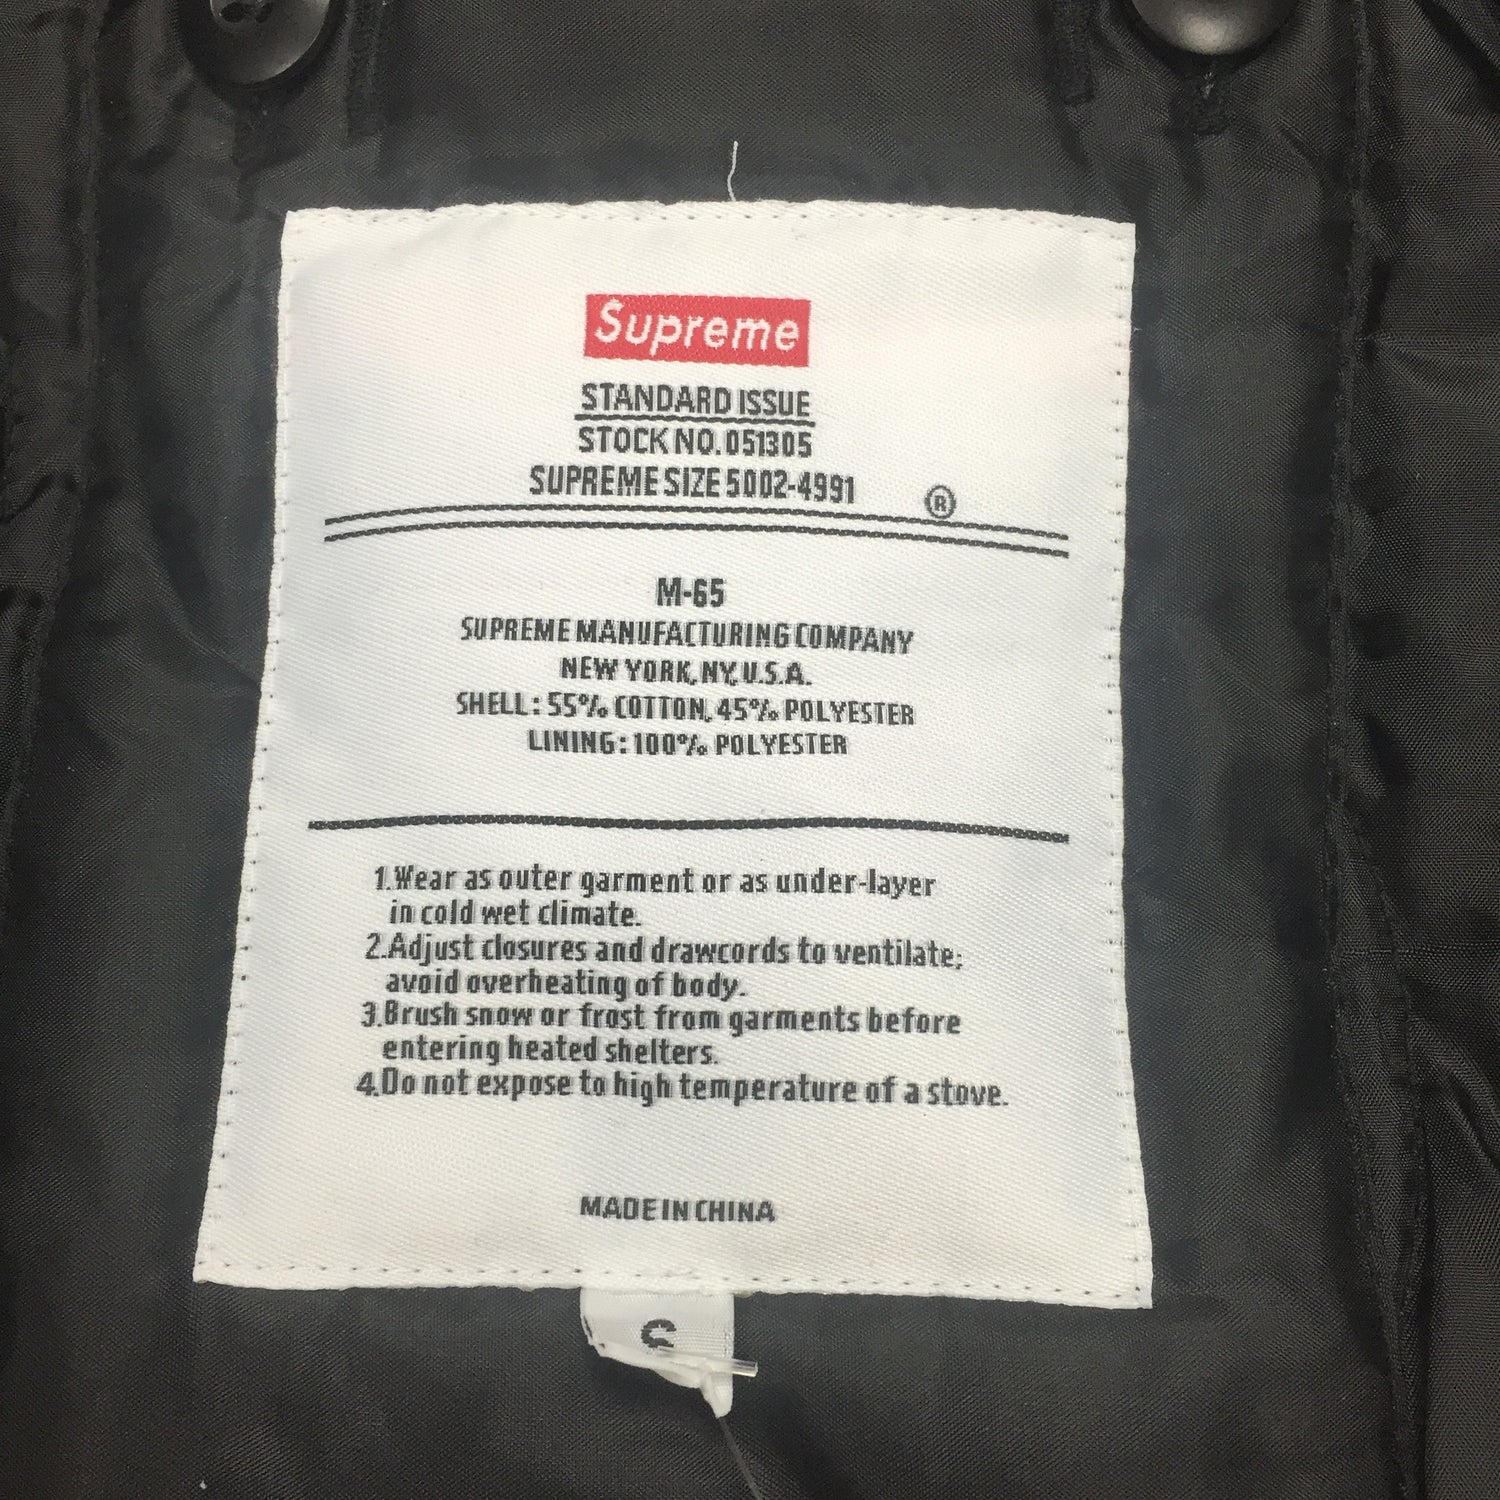 Supreme
STANDARD ISSUE
STOCK NO. 051305
SUPREME SIZE 5002-4991 ®
M-65
SUPREME MANUFACTURING COMPANY
NEW YORK, NY, U.S.A.
SHELL: 55% COTTON, 45% POLYESTER
LINING: 100% POLYESTER
1.Wear as outer garment or as under-layer
in cold wet climate.
2.Adjust closures and drawcords to ventilate;
avoid overheating of body.
3.Brush snow or frost from garments before
entering heated shelters.
4.Do not expose to high temperature of a stove.
MADE IN CHINA
S